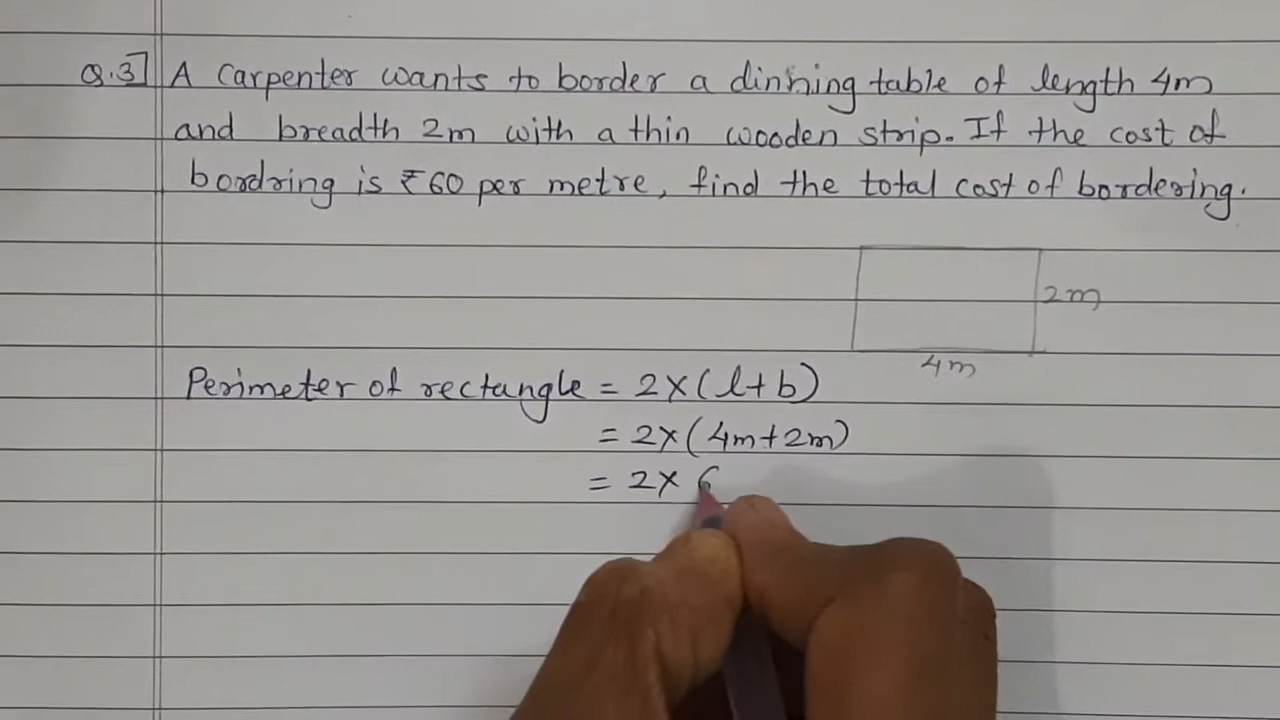 Q.3] A Carpenter wants to border a dinning table of length 4m
and breadth 2m with a thin wooden strip. If the cost of
bordring is ₹60 per metre, find the total cost of bordering.
2m
4m
Perimeter of rectangle = 2×(l+b)
= 2×(4m+2m)
= 2× 6